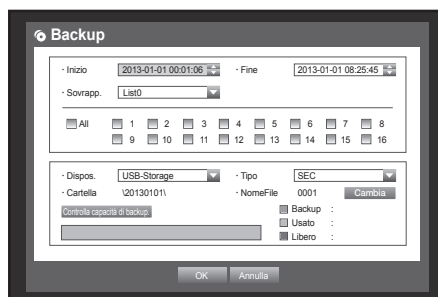 Backup
· Inizio 2013-01-01 00:01:06 · Fine 2013-01-01 08:25:45
· Sovrapp. List0
All 1 2 3 4 5 6 7 8
9 10 11 12 13 14 15 16
· Dispos. USB-Storage · Tipo SEC
· Cartella \20130101\ · NomeFile 0001 Cambia
Controlla capacità di backup. Backup :
Usato :
Libero :
OK Annulla